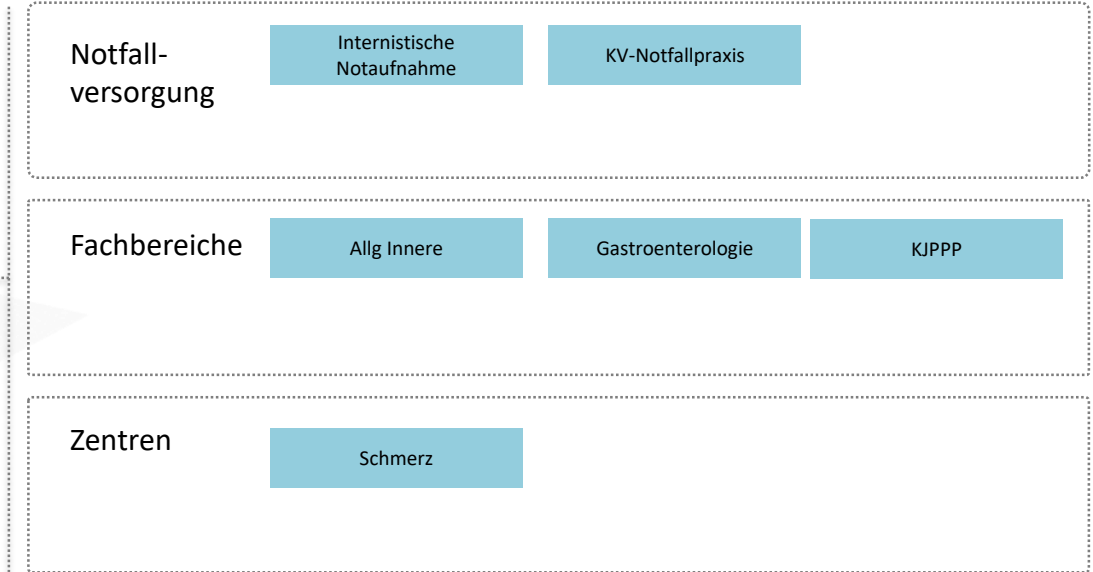 Notfall-
versorgung
Internistische
Notaufnahme
KV-Notfallpraxis
Fachbereiche
Allg Innere
Gastroenterologie
KJPPP
Zentren
Schmerz